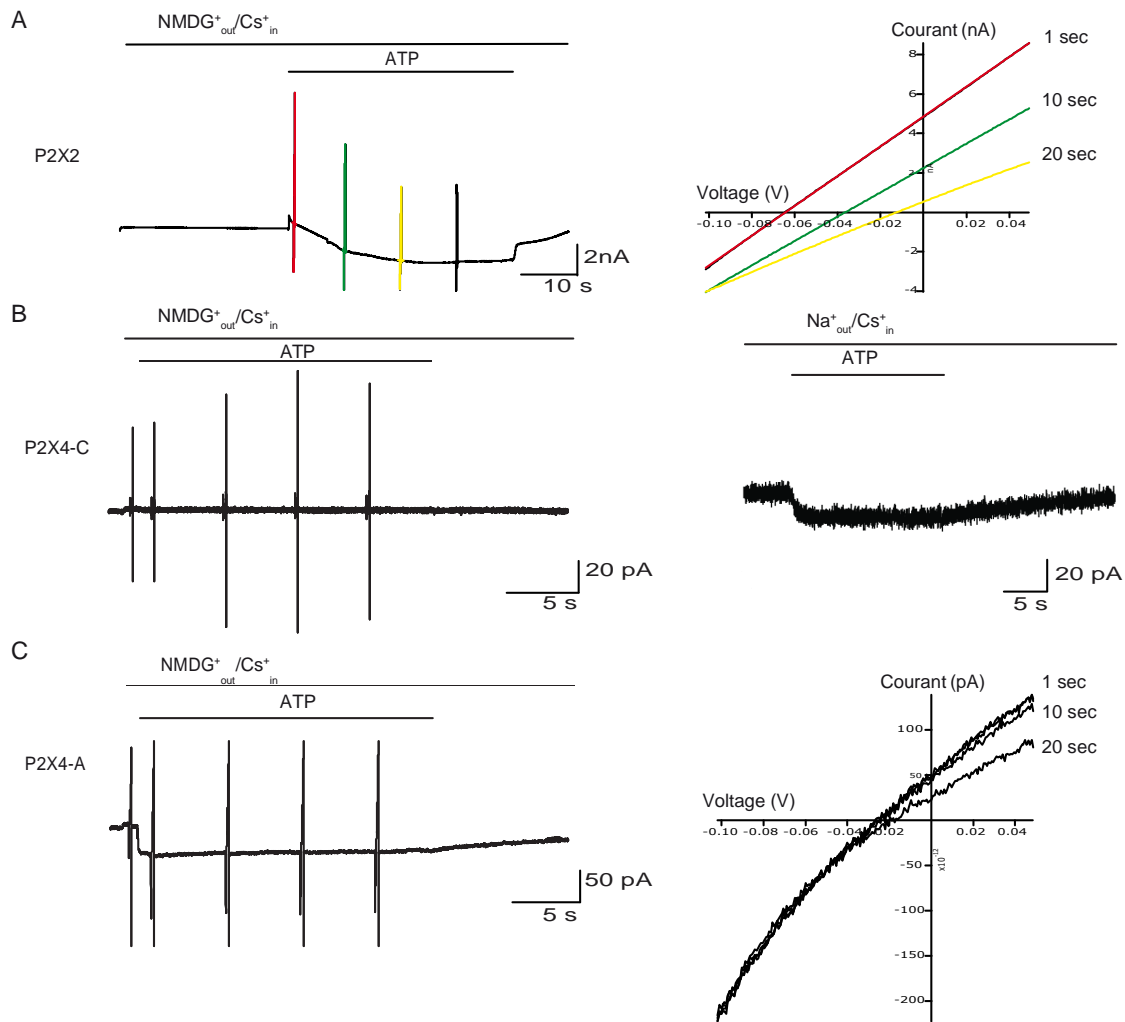 A
NMDG⁺out/Cs⁺in
ATP
P2X2
2nA
10 s
Courant (nA)
1 sec
10 sec
20 sec
Voltage (V)
8
6
4
2
-2
-4
-0.10 -0.08 -0.06 -0.04 -0.02 0.02 0.04
B
NMDG⁺out/Cs⁺in
ATP
P2X4-C
20 pA
5 s
Na⁺out/Cs⁺in
ATP
20 pA
5 s
C
NMDG⁺out/Cs⁺in
ATP
P2X4-A
50 pA
5 s
Courant (pA)
1 sec
10 sec
20 sec
Voltage (V)
100
50
-50
-100
-150
-200
x10⁻¹²
-0.10 -0.08 -0.06 -0.04 -0.02 0.02 0.04